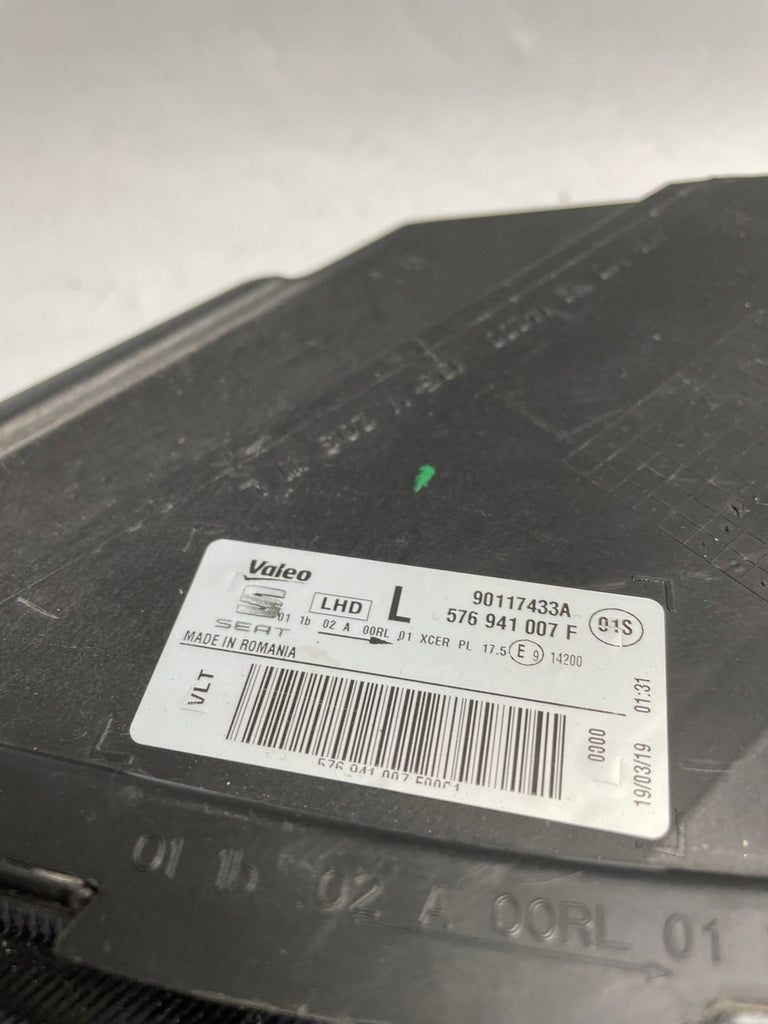 Valeo
SEAT
LHD
L
90117433A
576 941 007 F
01S
01 1b 02 A 00RL 01 XCER PL 17.5 E 9 14200
MADE IN ROMANIA
VLT
0000
19/03/19 01:31
01 1b 02 A 00RL 01